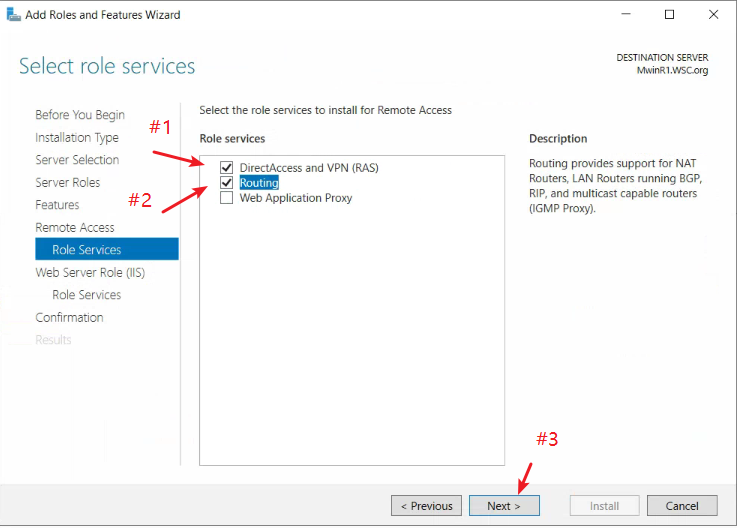 Add Roles and Features Wizard
Select role services
DESTINATION SERVER
MwinR1.WSC.org
Before You Begin
Installation Type
Server Selection
Server Roles
Features
Remote Access
Role Services
Web Server Role (IIS)
Role Services
Confirmation
Results
#1
#2
Select the role services to install for Remote Access
Role services
DirectAccess and VPN (RAS)
Routing
Web Application Proxy
Description
Routing provides support for NAT
Routers, LAN Routers running BGP,
RIP, and multicast capable routers
(IGMP Proxy).
#3
< Previous
Next >
Install
Cancel